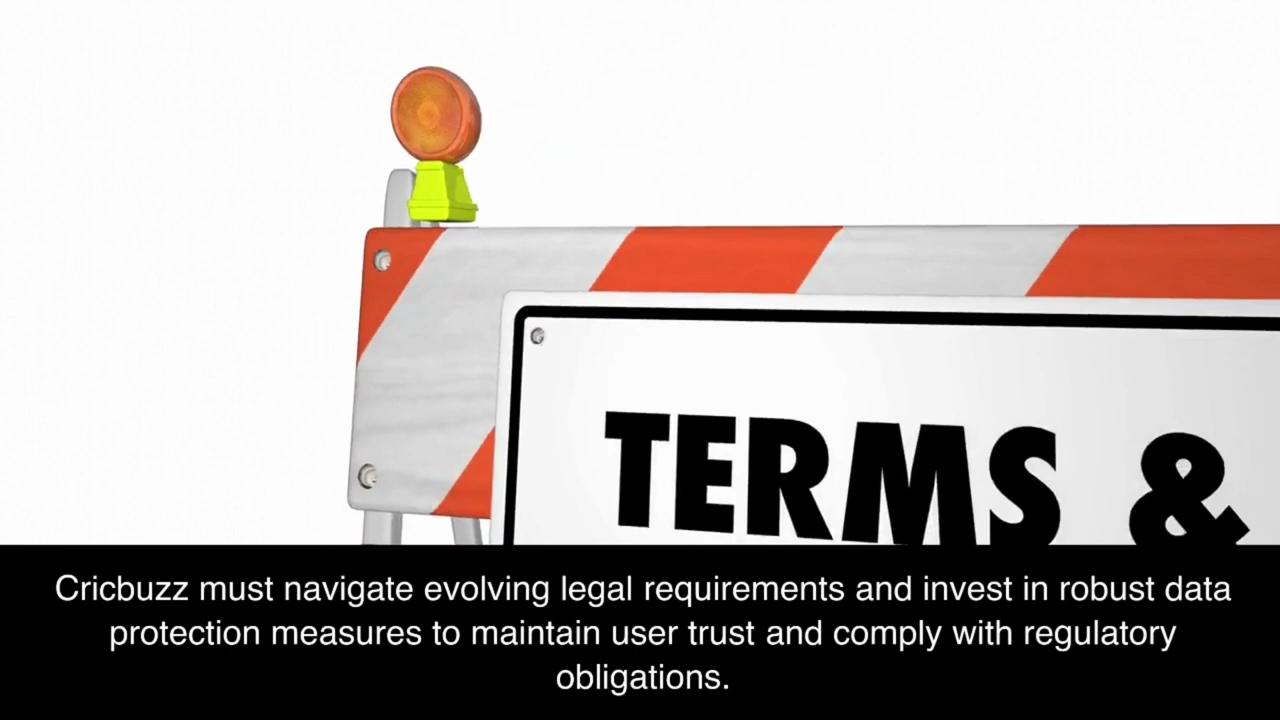 TERMS &
Cricbuzz must navigate evolving legal requirements and invest in robust data
protection measures to maintain user trust and comply with regulatory
obligations.